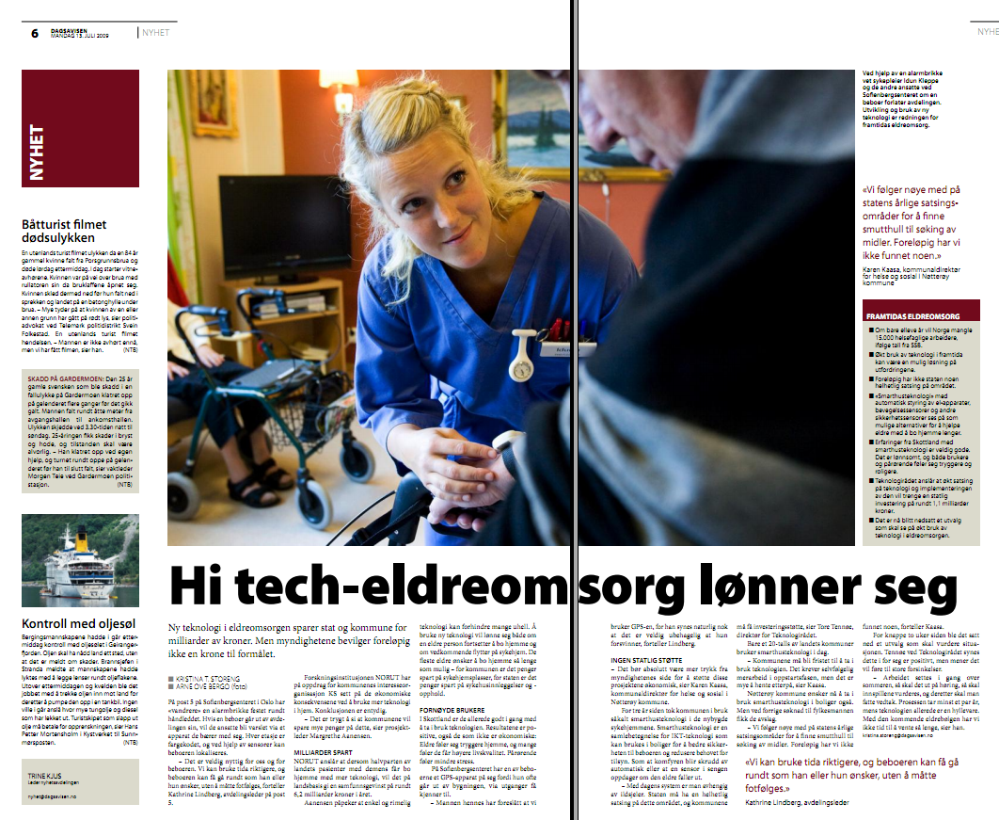 6
DAGSAVISEN
MANDAG 13. JULI 2009
NYHET
NYHE
NYHET
Båtturist filmet
dødsulykken
En utenlands turist filmet ulykken da en 84 år
gammel kvinne falt fra Porsgrunnsbrua og
døde lørdag ettermiddag. I dag starter vitne-
avhørene. Kvinnen var på vei over brua med
rullatoren sin da bruklaffene åpnet seg.
Kvinnen skled dermed ned før hun falt ned i
sprekken og landet på en betonghylle under
brua. – Mye tyder på at kvinnen av en eller
annen grunn har gått på rødt lys, sier politi-
advokat ved Telemark politidistrikt Svein
Folkestad. En utenlands turist filmet
hendelsen. – Mannen er ikke avhørt ennå,
men vi har fått filmen, sier han. (NTB)
SKADD PÅ GARDERMOEN: Den 25 år
gamle svensken som ble skadd i en
fallulykke på Gardermoen klatret opp
på gelenderet flere ganger før det gikk
galt. Mannen falt rundt åtte meter fra
avgangshallen til ankomsthallen.
Ulykken skjedde ved 3.30-tiden natt til
søndag. 25-åringen fikk skader i bryst
og hode, og tilstanden skal være
alvorlig. – Han klatret opp ved egen
hjelp, og turnet rundt oppe på gelen-
deret før han til slutt falt, sier vaktleder
Morgen Teie ved Gardermoen politi-
stasjon. (NTB)
Kontroll med oljesøl
Bergingsmannskapene hadde i går etter-
middag kontroll med oljesølet i Geiranger-
fjorden. Oljen skal ha nådd land ett sted, uten
at det er meldt om skader. Brannsjefen i
Stranda meldte at mannskapene hadde
lyktes med å legge lenser rundt oljeflakene.
Utover ettermiddagen og kvelden ble det
jobbet med å trekke oljen inn mot land før
deretter å pumpe den opp i en tankbil. Ingen
ville i går anslå hvor mye tungolje og diesel
som har lekket ut. Turistskipet som slapp ut
olje må betale for opprenskningen, sier Hans
Petter Mortensholm i Kystverket til Sunn-
mørsposten. (NTB)
TRINE KJUS
Leder nyhetsavdelingen
nyhet@dagsavisen.no
Ved hjelp av en alarmbrikke
vet sykepleier Idun Kleppe
og de andre ansatte ved
Sofienbergsenteret om en
beboer forlater avdelingen.
Utvikling og bruk av ny
teknologi er redningen for
framtidas eldreomsorg.
«Vi følger nøye med på
statens årlige satsings-
områder for å finne
smutthull til søking av
midler. Foreløpig har vi
ikke funnet noen.»
Karen Kaasa, kommunaldirektør
for helse og sosial i Nøtterøy
kommune
FRAMTIDAS ELDREOMSORG
■ Om bare elleve år vil Norge mangle
15.000 helsefaglige arbeidere,
ifølge tall fra SSB.
■ Økt bruk av teknologi i framtida
kan være en mulig løsning på
utfordringene.
■ Foreløpig har ikke staten noen
helhetlig satsing på området.
■ «Smarthusteknologi» med
automatisk styring av el-apparater,
bevegelsessensorer og andre
sikkerhetssensorer ses på som
mulige alternativer for å hjelpe
eldre med å bo hjemme lenger.
■ Erfaringer fra Skottland med
smarthusteknologi er veldig gode.
Det er lønnsomt, og både brukere
og pårørende føler seg tryggere og
roligere.
■ Teknologirådet anslår at økt satsing
på teknologi og implementeringen
av den vil trenge en statlig
investering på rundt 1,1 milliarder
kroner.
■ Det er nå blitt nedsatt et utvalg
som skal se på økt bruk av
teknologi i eldreomsorgen.
Hi tech-eldreomsorg lønner seg
Ny teknologi i eldreomsorgen sparer stat og kommune for
milliarder av kroner. Men myndighetene bevilger foreløpig
ikke en krone til formålet.
■ KRISTINA T. STORENG
■ ARNE OVE BERGO (foto)
På post 5 på Sofienbergsenteret i Oslo har
«vandrere» en alarmbrikke festet rundt
håndleddet. Hvis en beboer går ut av avde-
lingen sin, vil de ansatte bli varslet via et
apparat de bærer med seg. Hver etasje er
fargekodet, og ved hjelp av sensorer kan
beboeren lokaliseres.
– Det er veldig nyttig for oss og for
beboeren. Vi kan bruke tida riktigere, og
beboeren kan få gå rundt som han eller
hun ønsker, uten å måtte fotfølges, forteller
Kathrine Lindberg, avdelingsleder på post
5.
Forskningsinstitusjonen NORUT har
på oppdrag for kommunenes interesseor-
ganisasjon KS sett på de økonomiske
konsekvensene ved å bruke mer teknologi
i hjem. Konklusjonen er entydig.
– Det er trygt å si at kommunene vil
spare mye penger på dette, sier prosjekt-
leder Margrethe Aanensen.
MILLIARDER SPART
NORUT anslår at dersom halvparten av
landets pasienter med demens får bo
hjemme med mer teknologi, vil det på
landsbasis gi en samfunnsgevinst på rundt
6,2 milliarder kroner i året.
Aanensen påpeker at enkel og rimelig
teknologi kan forhindre mange uhell. Å
bruke ny teknologi vil lønne seg både om
en eldre person fortsetter å bo hjemme og
om vedkommende flytter på sykehjem. De
fleste eldre ønsker å bo hjemme så lenge
som mulig – for kommunen er det penger
spart på sykehjemsplasser, for staten er det
penger spart på sykehusinnleggelse og -
opphold.
FORNØYDE BRUKERE
I Skottland er de allerede godt i gang med
å ta i bruk teknologien. Resultatene er po-
sitive, også de som ikke er økonomiske:
Eldre føler seg tryggere hjemme, og mange
føler de får høyere livskvalitet. Pårørende
føler mindre stress.
På Sofienbergsenteret har en av bebo-
erne et GPS-apparat på seg fordi hun ofte
går ut av bygningen, via utganger få
kjenner til.
– Mannen hennes har foreslått at vi
bruker GPS-en, for han synes naturlig nok
at det er veldig ubehagelig at hun
forsvinner, forteller Lindberg.
INGEN STATLIG STØTTE
– Det bør absolutt være mer trykk fra
myndighetenes side for å støtte disse
prosjektene økonomisk, sier Karen Kaasa,
kommunaldirektør for helse og sosial i
Nøtterøy kommune.
For tre år siden tok kommunen i bruk
såkalt smarthusteknologi i de nybygde
sykehjemmene. Smarthusteknologi er en
samlebetegnelse for IKT-teknologi som
kan brukes i boliger for å bedre sikker-
heten til beboeren og redusere behovet for
tilsyn. Som at komfyren blir skrudd av
automatisk eller at en sensor i sengen
oppdager om den eldre faller ut.
– Med dagens system er man avhengig
av ildsjeler. Staten må ha en helhetlig
satsing på dette området, og kommunene
må få investeringsstøtte, sier Tore Tennøe,
direktør for Teknologirådet.
Bare et 20-talls av landets kommuner
bruker smarthusteknologi i dag.
– Kommunene må bli fristet til å ta i
bruk teknologien. Det krever selvfølgelig
merarbeid i oppstartsfasen, men det er
mye å hente etterpå, sier Kaasa.
Nøtterøy kommune ønsker nå å ta i
bruk smarthusteknologi i boliger også.
Men ved forrige søknad til fylkesmannen
fikk de avslag.
– Vi følger nøye med på statens årlige
satsingsområder for å finne smutthull til
søking av midler. Foreløpig har vi ikke
funnet noen, forteller Kaasa.
For knappe to uker siden ble det satt
ned et utvalg som skal vurdere situa-
sjonen. Tennøe ved Teknologirådet synes
dette i for seg er positivt, men mener det
vil føre til store forsinkelser.
– Arbeidet settes i gang over
sommeren, så skal det ut på høring, så skal
innspillene vurderes, og deretter skal man
fatte vedtak. Prosessen tar minst et par år,
mens teknologien allerede er en hyllevare.
Med den kommende eldrebølgen har vi
ikke tid til å vente så lenge, sier han.
kristina.storeng@dagsavisen.no
«Vi kan bruke tida riktigere, og beboeren kan få gå
rundt som han eller hun ønsker, uten å måtte
fotfølges.»
Kathrine Lindberg, avdelingsleder